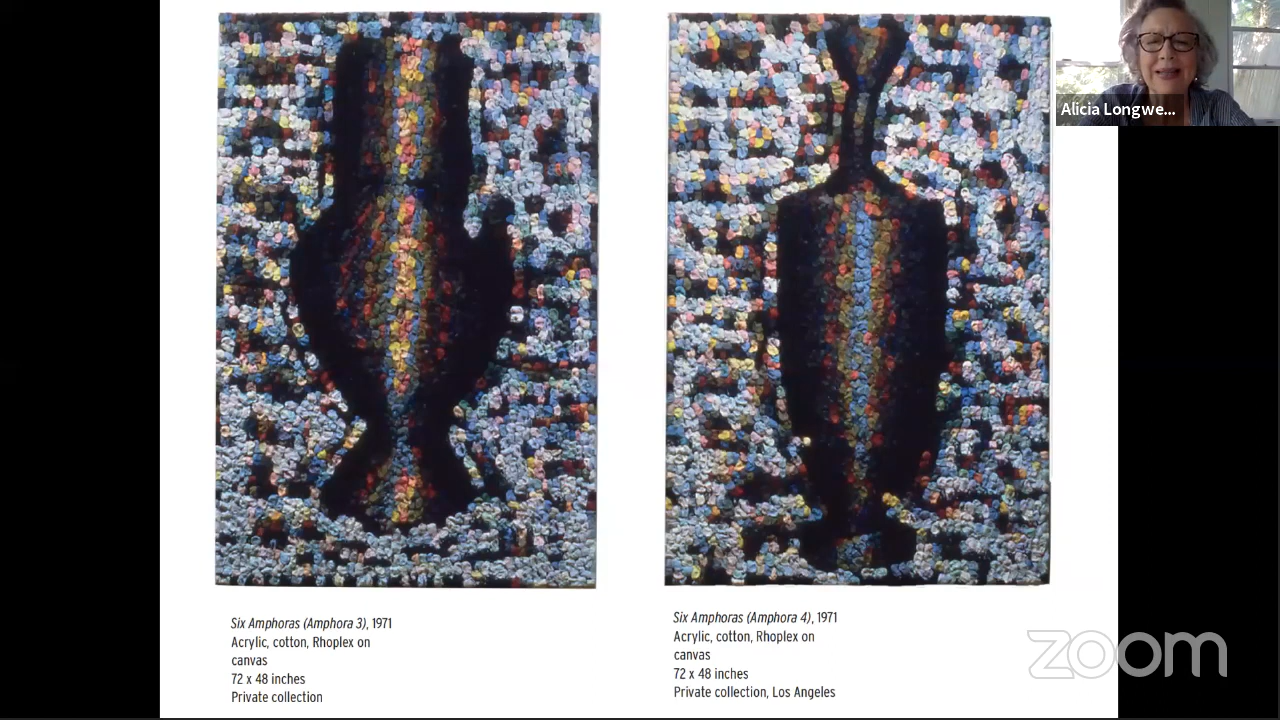 Alicia Longwe...
Six Amphoras (Amphora 3), 1971
Acrylic, cotton, Rhoplex on
canvas
72 x 48 inches
Private collection
Six Amphoras (Amphora 4), 1971
Acrylic, cotton, Rhoplex on
canvas
72 x 48 inches
Private collection, Los Angeles
zoom